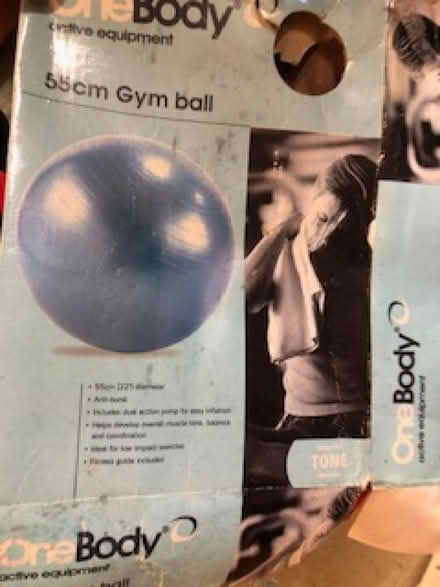 OneBody
active equipment
55cm Gym ball
• 55cm (22") diameter
• Anti-burst
• Includes dual action pump for easy inflation
• Helps develop overall muscle tone, balance
and coordination
• Ideal for low impact exercise
• Fitness guide included
TONE
OneBody®
active equipment
OneBody
active equipment
ball